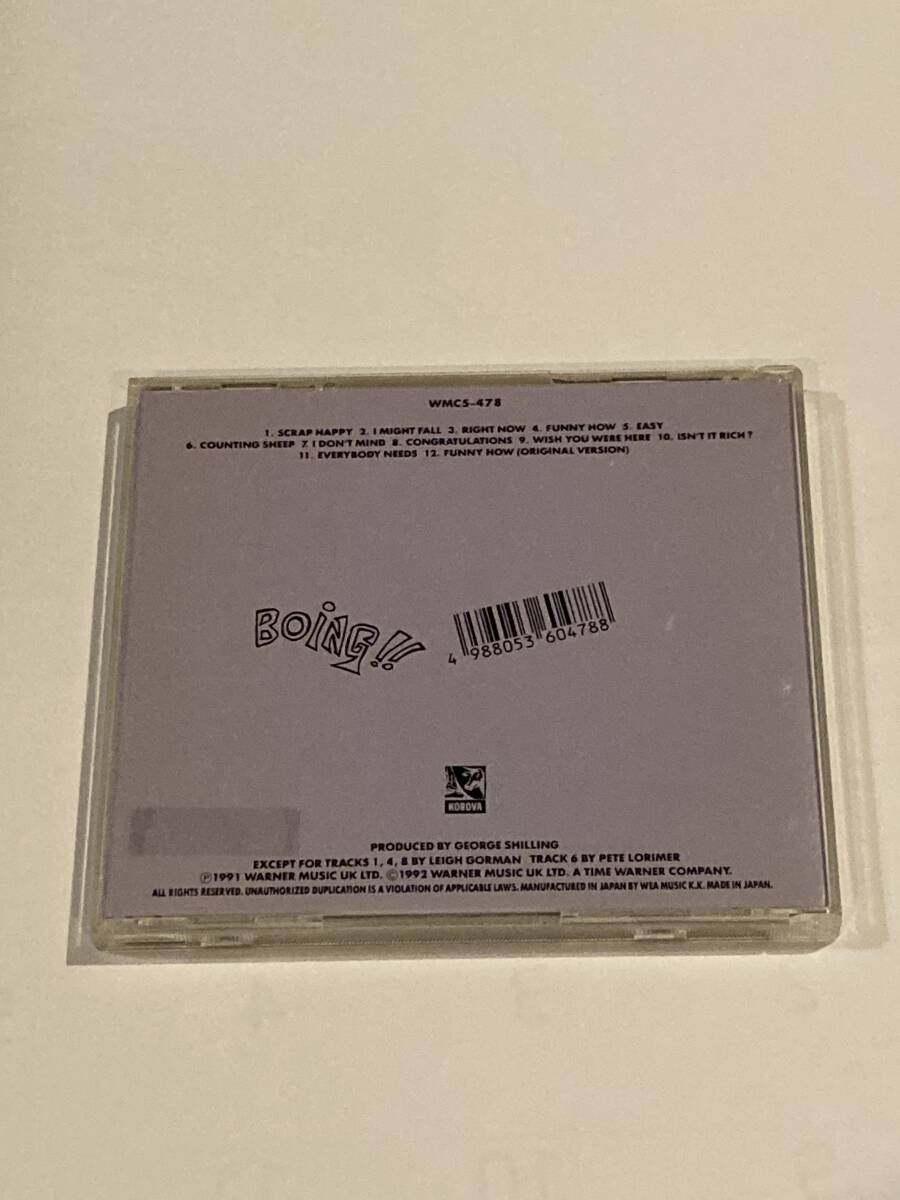 WMC5-478
1. SCRAP HAPPY 2. I MIGHT FALL 3. RIGHT NOW 4. FUNNY HOW 5. EASY
6. COUNTING SHEEP 7. I DON'T MIND 8. CONGRATULATIONS 9. WISH YOU WERE HERE 10. ISN'T IT RICH?
11. EVERYBODY NEEDS 12. FUNNY HOW (ORIGINAL VERSION)
BOING!!
4 988053 604788
KOROVA
PRODUCED BY GEORGE SHILLING
EXCEPT FOR TRACKS 1, 4, 8 BY LEIGH GORMAN TRACK 6 BY PETE LORIMER
℗1991 WARNER MUSIC UK LTD. ©1992 WARNER MUSIC UK LTD. A TIME WARNER COMPANY.
ALL RIGHTS RESERVED. UNAUTHORIZED DUPLICATION IS A VIOLATION OF APPLICABLE LAWS. MANUFACTURED IN JAPAN BY WEA MUSIC K.K. MADE IN JAPAN.